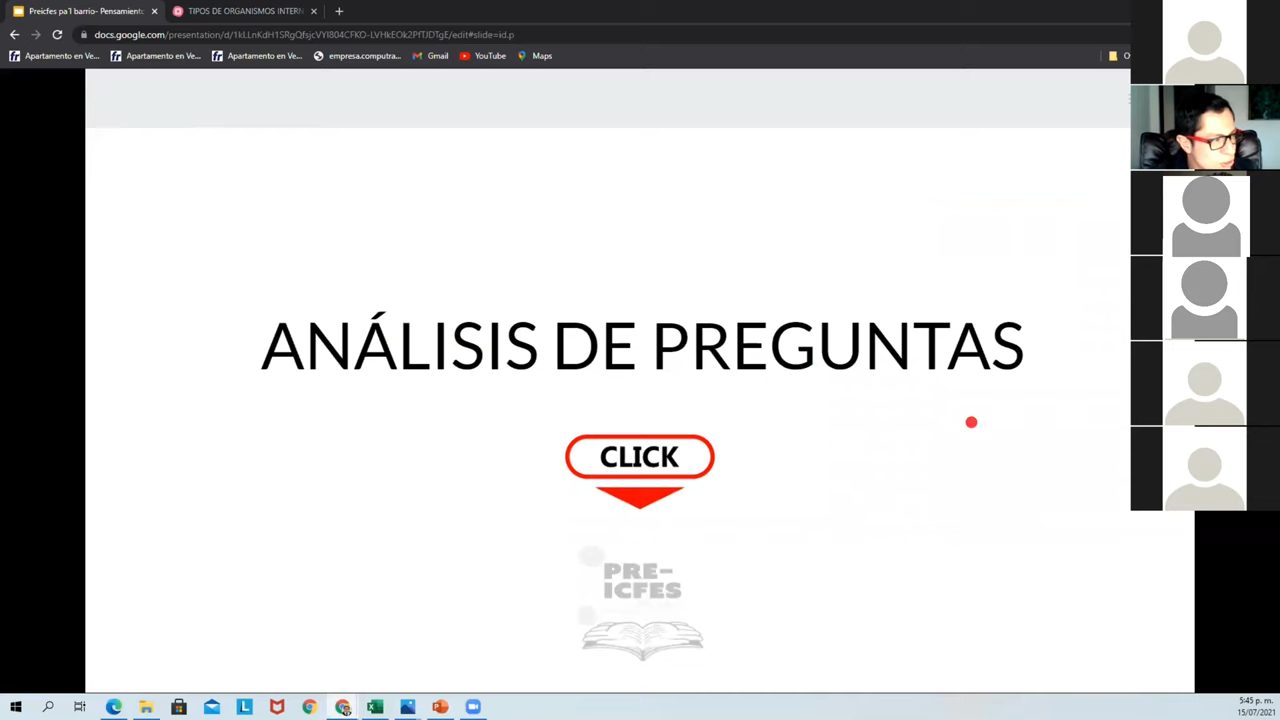 Preicfes pa'l barrio- Pensamiento
TIPOS DE ORGANISMOS INTERN
docs.google.com/presentation/d/1kLLnKdH1SRgQfsjcVYI804CFKO-LVHkEOk2PfTJDTgE/edit#slide=id.p
Apartamento en Ve...
Apartamento en Ve...
Apartamento en Ve...
empresa.computra...
Gmail
YouTube
Maps
ANÁLISIS DE PREGUNTAS
CLICK
PRE-
ICFES
5:45 p. m.
15/07/2021